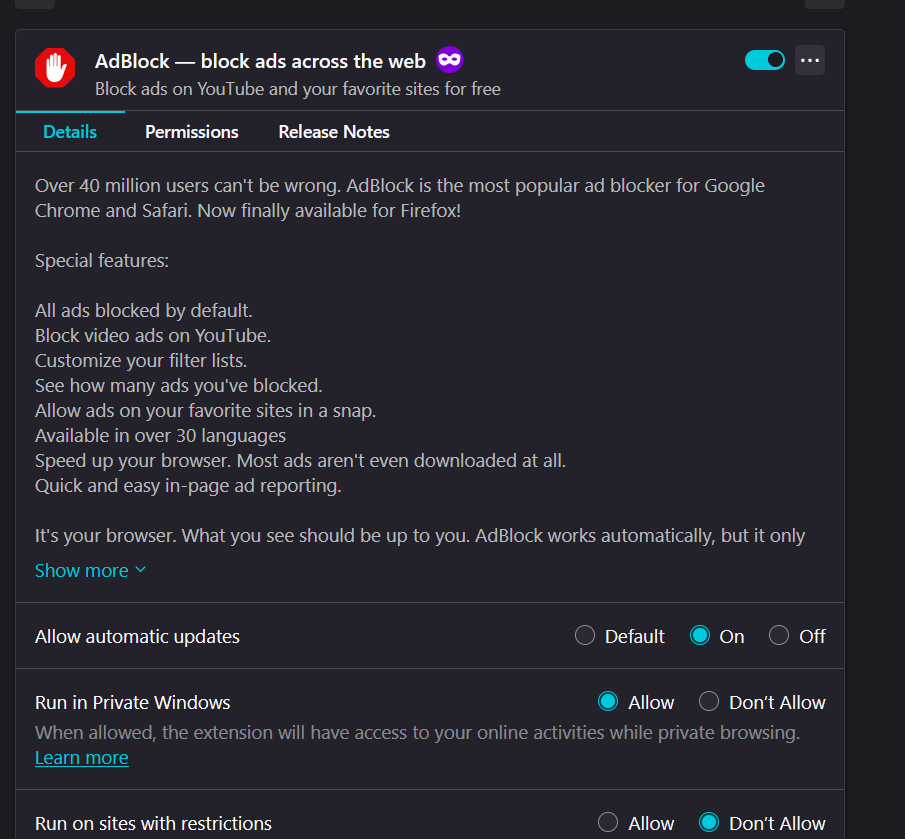 AdBlock — block ads across the web
Block ads on YouTube and your favorite sites for free
Details Permissions Release Notes
Over 40 million users can't be wrong. AdBlock is the most popular ad blocker for Google
Chrome and Safari. Now finally available for Firefox!
Special features:
All ads blocked by default.
Block video ads on YouTube.
Customize your filter lists.
See how many ads you've blocked.
Allow ads on your favorite sites in a snap.
Available in over 30 languages
Speed up your browser. Most ads aren't even downloaded at all.
Quick and easy in-page ad reporting.
It's your browser. What you see should be up to you. AdBlock works automatically, but it only
Show more
Allow automatic updates Default On Off
Run in Private Windows Allow Don’t Allow
When allowed, the extension will have access to your online activities while private browsing.
Learn more
Run on sites with restrictions Allow Don’t Allow